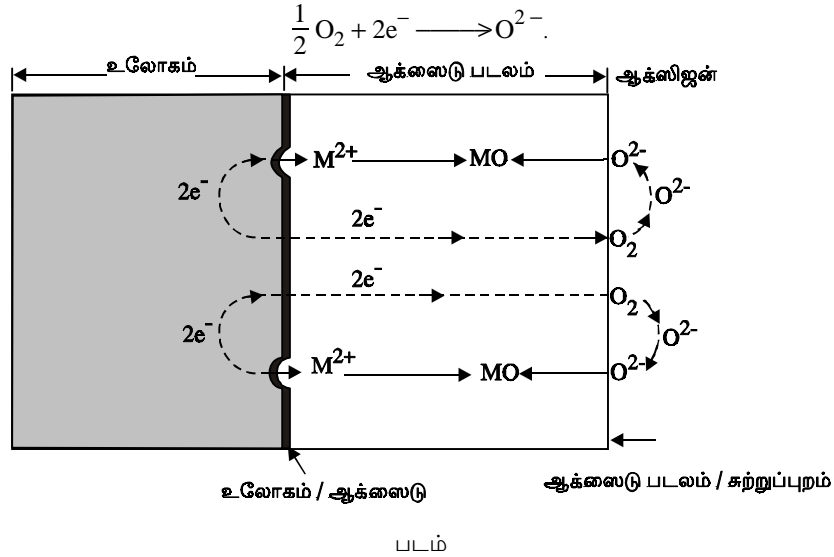 1/2 O₂ + 2e⁻ ⟶ O²⁻.
உலோகம் ஆக்ஸைடு படலம் ஆக்ஸிஜன்
M²⁺ MO O²⁻
2e⁻ O²⁻
2e⁻
O₂
2e⁻
O₂
2e⁻ O²⁻
M²⁺ MO O²⁻
உலோகம் / ஆக்ஸைடு ஆக்ஸைடு படலம் / சுற்றுப்புறம்
படம்